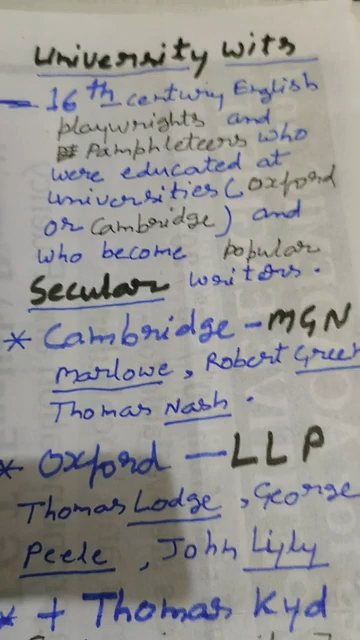 University Wits
— 16th century English
playwrights and
Pamphleteers who
were educated at
universities (Oxford
or Cambridge) and
who become popular
Secular writers.
* Cambridge - MGN
Marlowe, Robert Green
Thomas Nash.
* Oxford — LLP
Thomas Lodge, George
Peele, John Lyly
* + Thomas Kyd